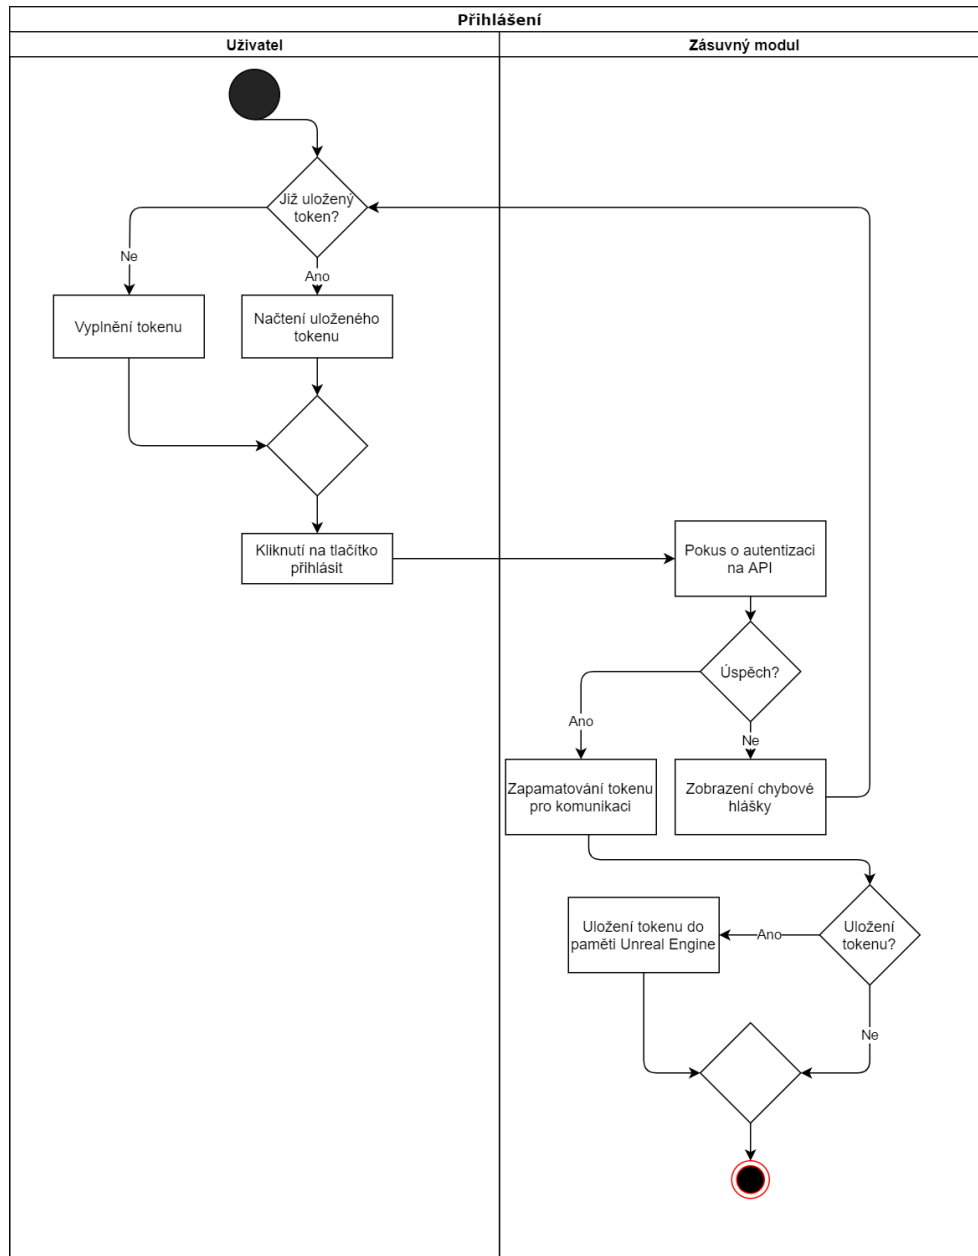 Přihlášení
Uživatel
Zásuvný modul
Již uložený
token?
Ne
Ano
Vyplnění tokenu
Načtení uloženého
tokenu
Kliknutí na tlačítko
přihlásit
Pokus o autentizaci
na API
Úspěch?
Ano
Ne
Zapamatování tokenu
pro komunikaci
Zobrazení chybové
hlášky
Uložení tokenu do
paměti Unreal Engine
Ano
Uložení
tokenu?
Ne